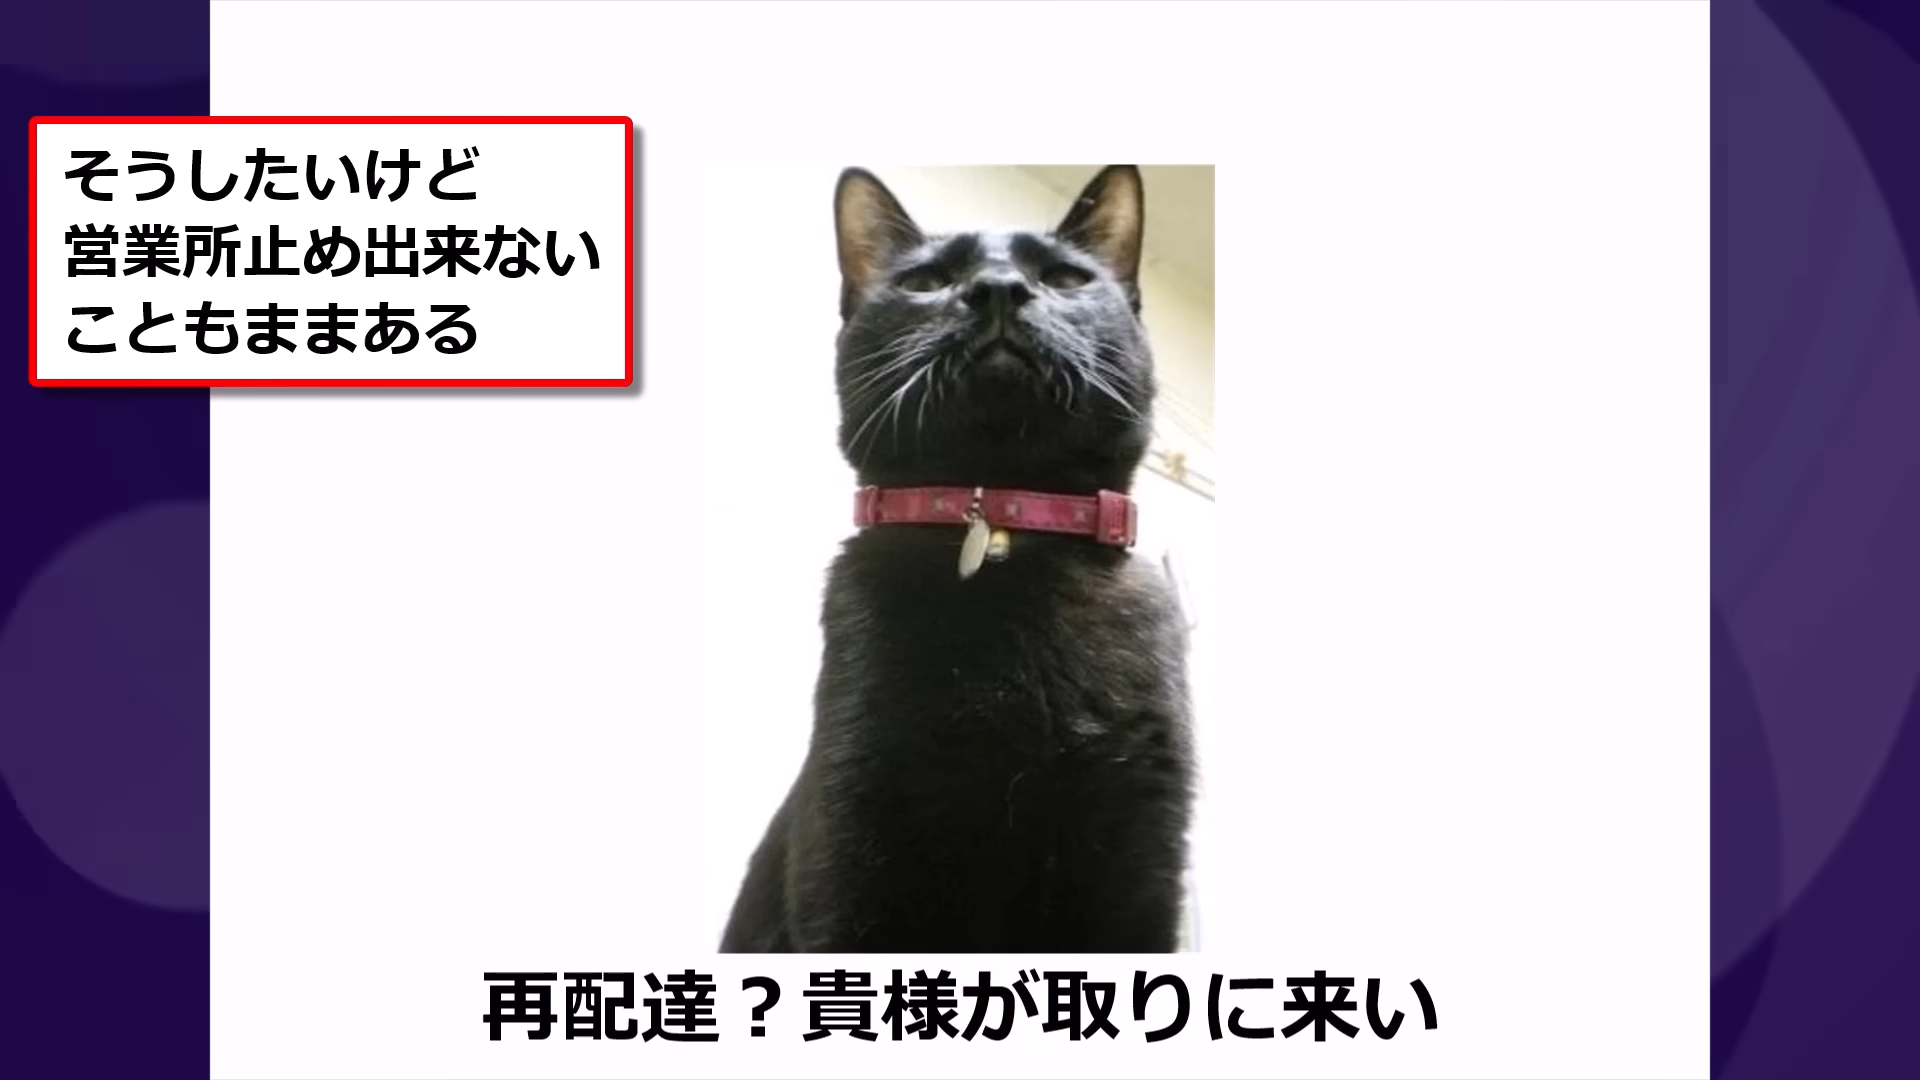 そうしたいけど
営業所止め出来ない
こともままある
再配達？貴様が取りに来い